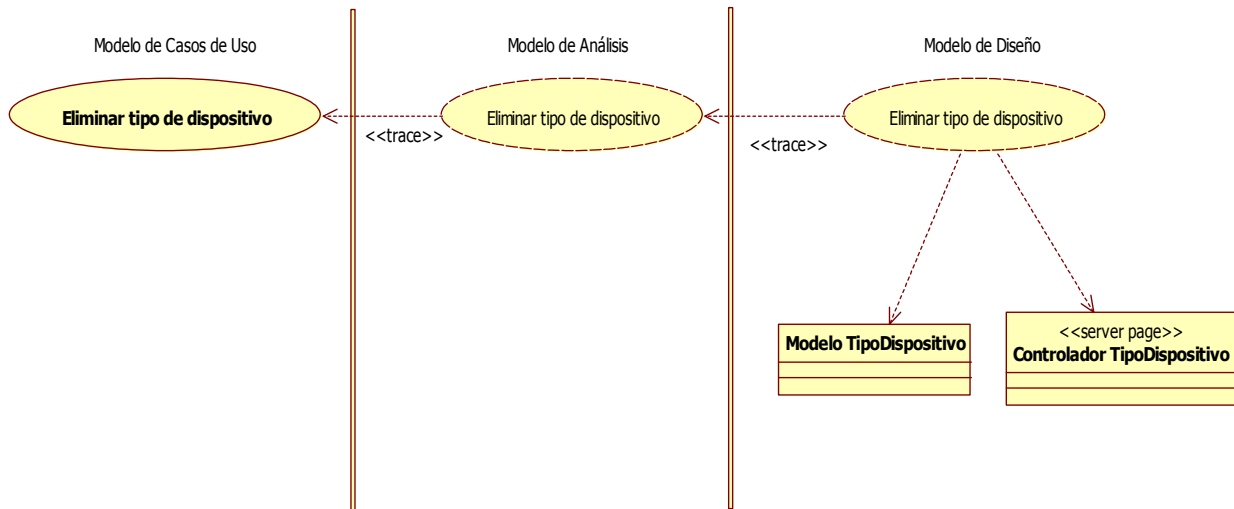 Modelo de Casos de Uso
Modelo de Análisis
Modelo de Diseño
Eliminar tipo de dispositivo
Eliminar tipo de dispositivo
Eliminar tipo de dispositivo
<<trace>>
<<trace>>
Modelo TipoDispositivo
<<server page>>
Controlador TipoDispositivo